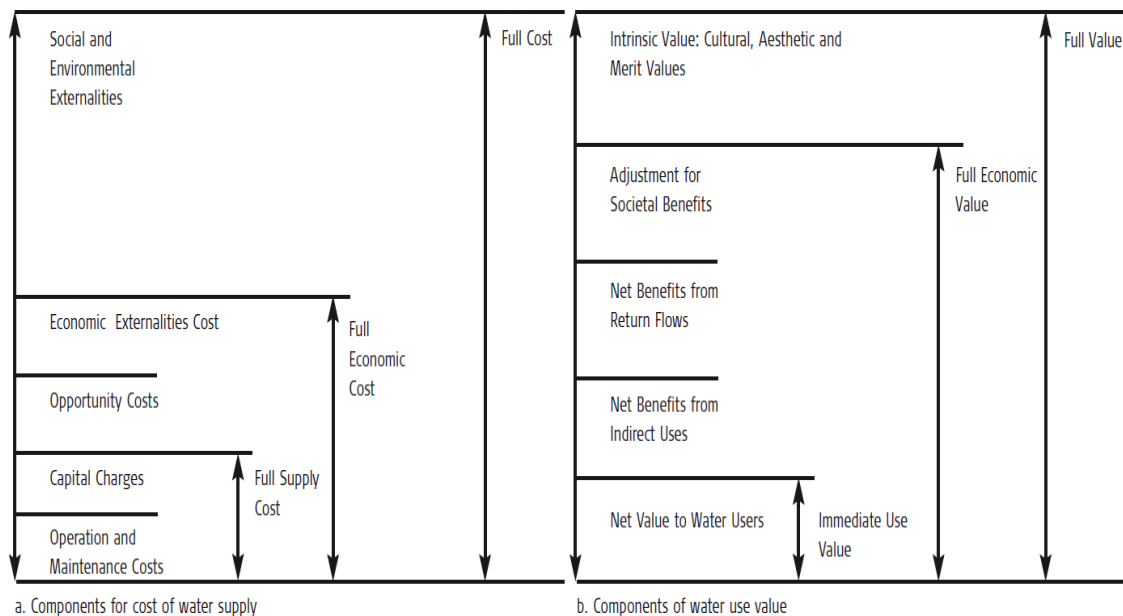 Social and
Environmental
Externalities
Full Cost
Economic Externalities Cost
Full
Economic
Cost
Opportunity Costs
Capital Charges
Full Supply
Cost
Operation and
Maintenance Costs
a. Components for cost of water supply
Intrinsic Value: Cultural, Aesthetic and
Merit Values
Full Value
Adjustment for
Societal Benefits
Full Economic
Value
Net Benefits from
Return Flows
Net Benefits from
Indirect Uses
Net Value to Water Users
Immediate Use
Value
b. Components of water use value